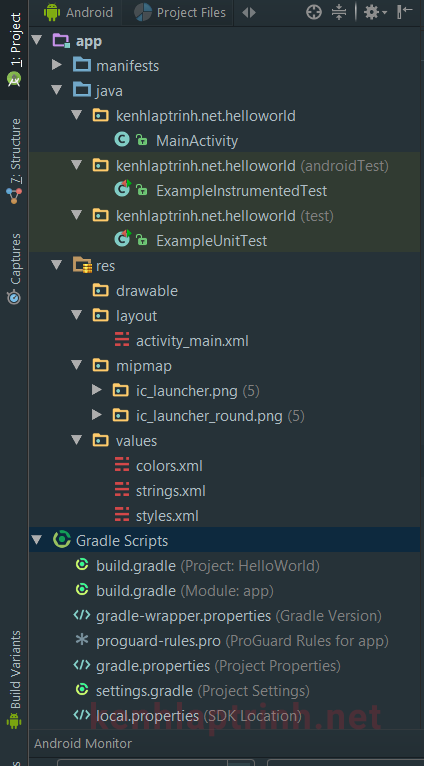 Android Project Files
1: Project
Z: Structure
Captures
Build Variants
app
manifests
java
kenhlaptrinh.net.helloworld
MainActivity
kenhlaptrinh.net.helloworld (androidTest)
ExampleInstrumentedTest
kenhlaptrinh.net.helloworld (test)
ExampleUnitTest
res
drawable
layout
activity_main.xml
mipmap
ic_launcher.png (5)
ic_launcher_round.png (5)
values
colors.xml
strings.xml
styles.xml
Gradle Scripts
build.gradle (Project: HelloWorld)
build.gradle (Module: app)
gradle-wrapper.properties (Gradle Version)
proguard-rules.pro (ProGuard Rules for app)
gradle.properties (Project Properties)
settings.gradle (Project Settings)
local.properties (SDK Location)
kenhlaptrinh.net
Android Monitor